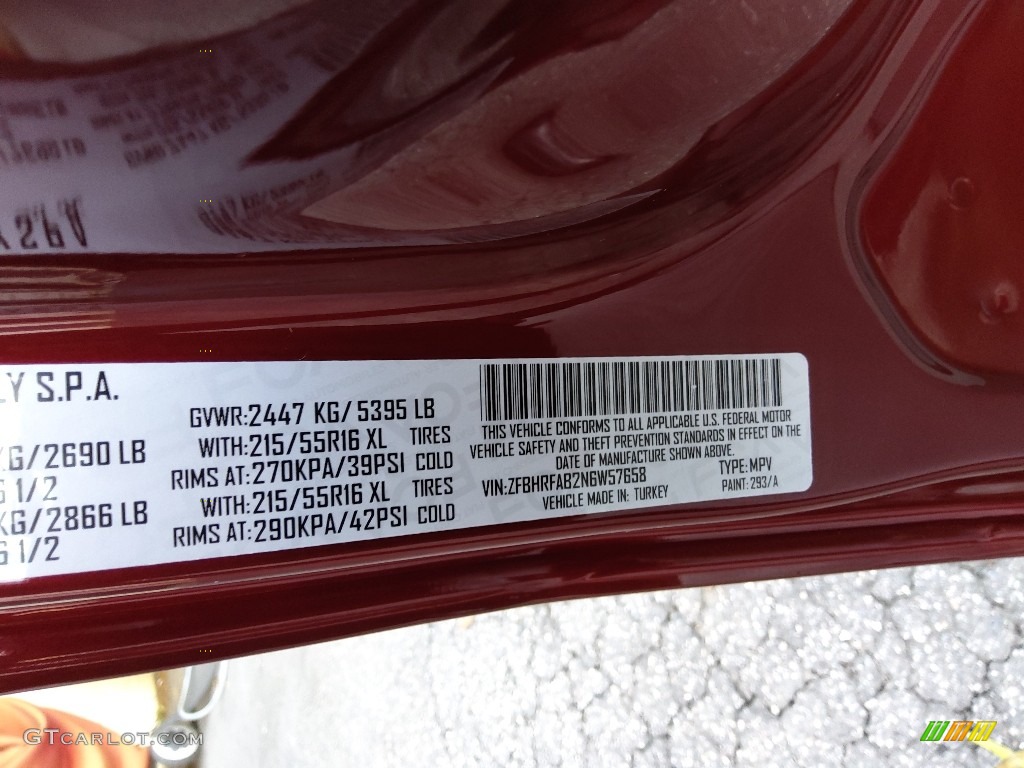 LY S.P.A.
GVWR:2447 KG/ 5395 LB
KG/2690 LB WITH:215/55R16 XL TIRES
6 1/2 RIMS AT:270KPA/39PSI COLD
KG/2866 LB WITH:215/55R16 XL TIRES
6 1/2 RIMS AT:290KPA/42PSI COLD
THIS VEHICLE CONFORMS TO ALL APPLICABLE U.S. FEDERAL MOTOR
VEHICLE SAFETY AND THEFT PREVENTION STANDARDS IN EFFECT ON THE
DATE OF MANUFACTURE SHOWN ABOVE.
VIN:ZFBHRFAB2N6W57658 TYPE: MPV
VEHICLE MADE IN: TURKEY PAINT: 293/A
GTCARLOT.COM